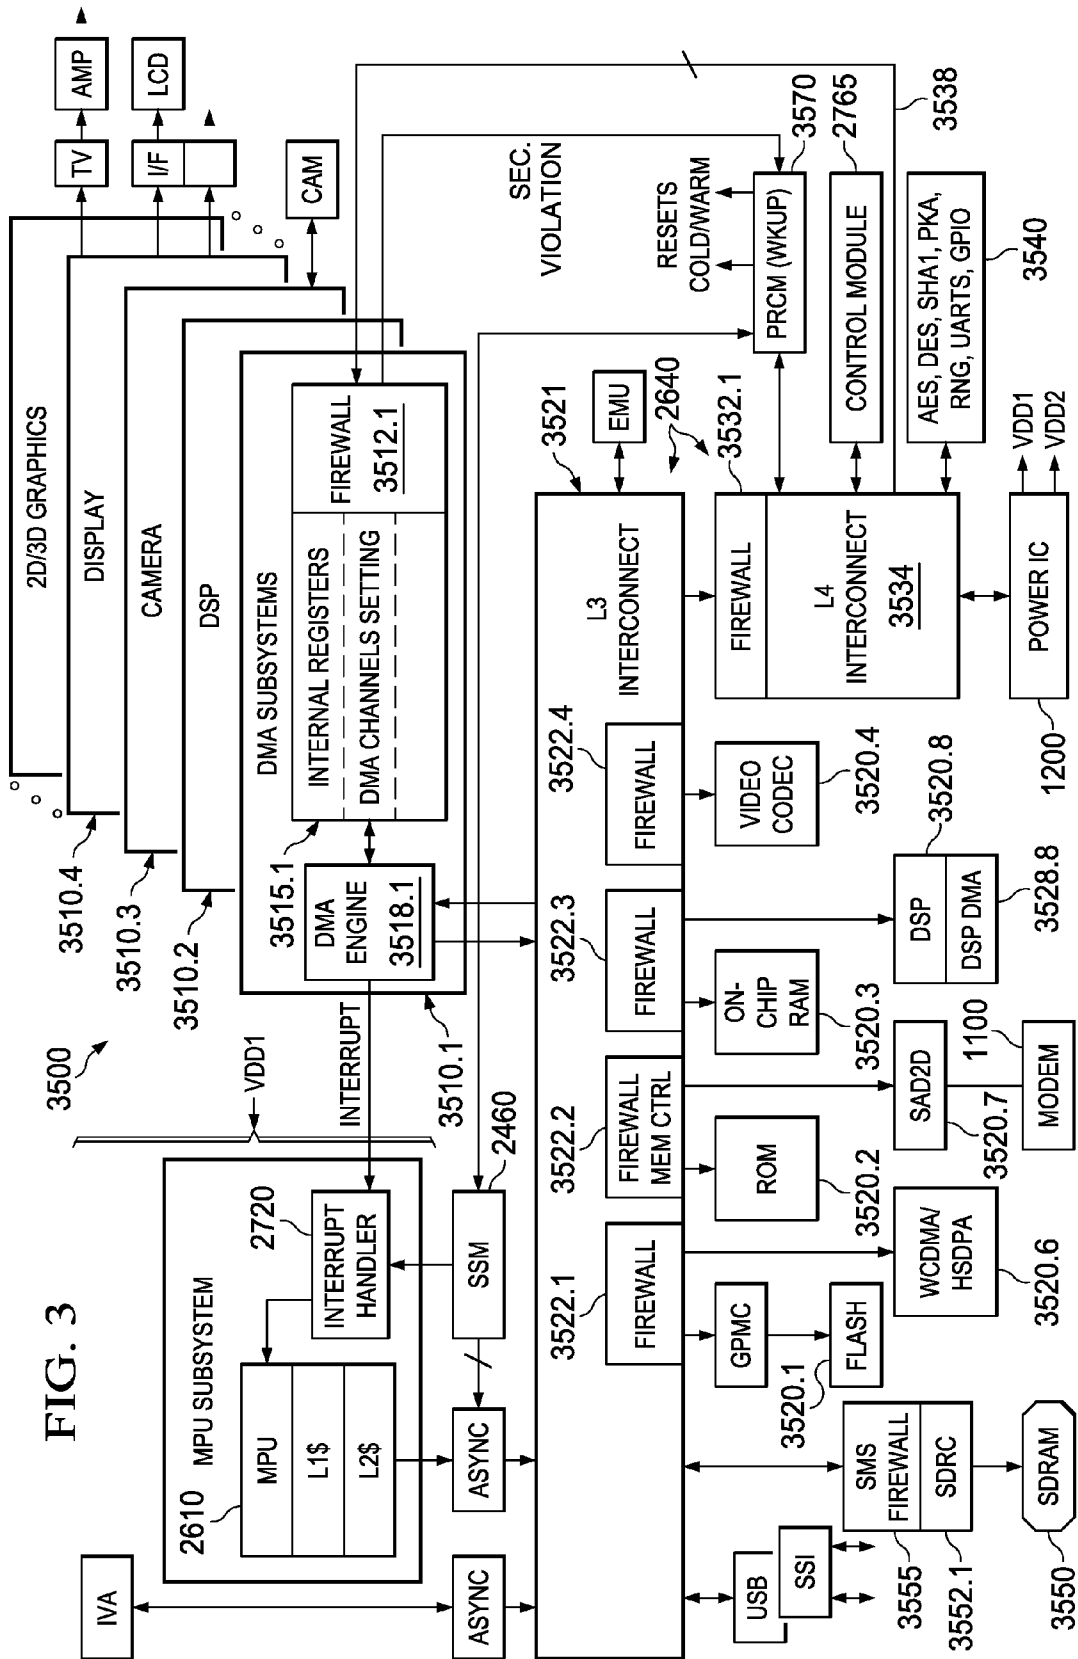 FIG. 3
3500
IVA
MPU SUBSYSTEM
2610
MPU
L1$
L2$
INTERRUPT
HANDLER
2720
ASYNC
ASYNC
SSM
2460
VDD1
INTERRUPT
3510.1
3510.2
3510.3
3510.4
2D/3D GRAPHICS
DISPLAY
CAMERA
DSP
DMA SUBSYSTEMS
3515.1
DMA
ENGINE
3518.1
INTERNAL REGISTERS
DMA CHANNELS SETTING
FIREWALL
3512.1
TV
AMP
I/F
LCD
CAM
SEC.
VIOLATION
RESETS
COLD/WARM
3521
L3
INTERCONNECT
EMU
2640
3522.1
FIREWALL
3522.2
FIREWALL
MEM CTRL
3522.3
FIREWALL
3522.4
FIREWALL
3532.1
FIREWALL
L4
INTERCONNECT
3534
PRCM (WKUP)
3570
CONTROL MODULE
2765
3538
AES, DES, SHA1, PKA,
RNG, UARTS, GPIO
3540
USB
SSI
SMS
FIREWALL
SDRC
3555
3552.1
SDRAM
3550
GPMC
FLASH
3520.1
WCDMA/
HSDPA
3520.6
ROM
3520.2
SAD2D
3520.7
MODEM
1100
ON-
CHIP
RAM
3520.3
DSP
DSP DMA
3520.8
3528.8
VIDEO
CODEC
3520.4
POWER IC
1200
VDD1
VDD2